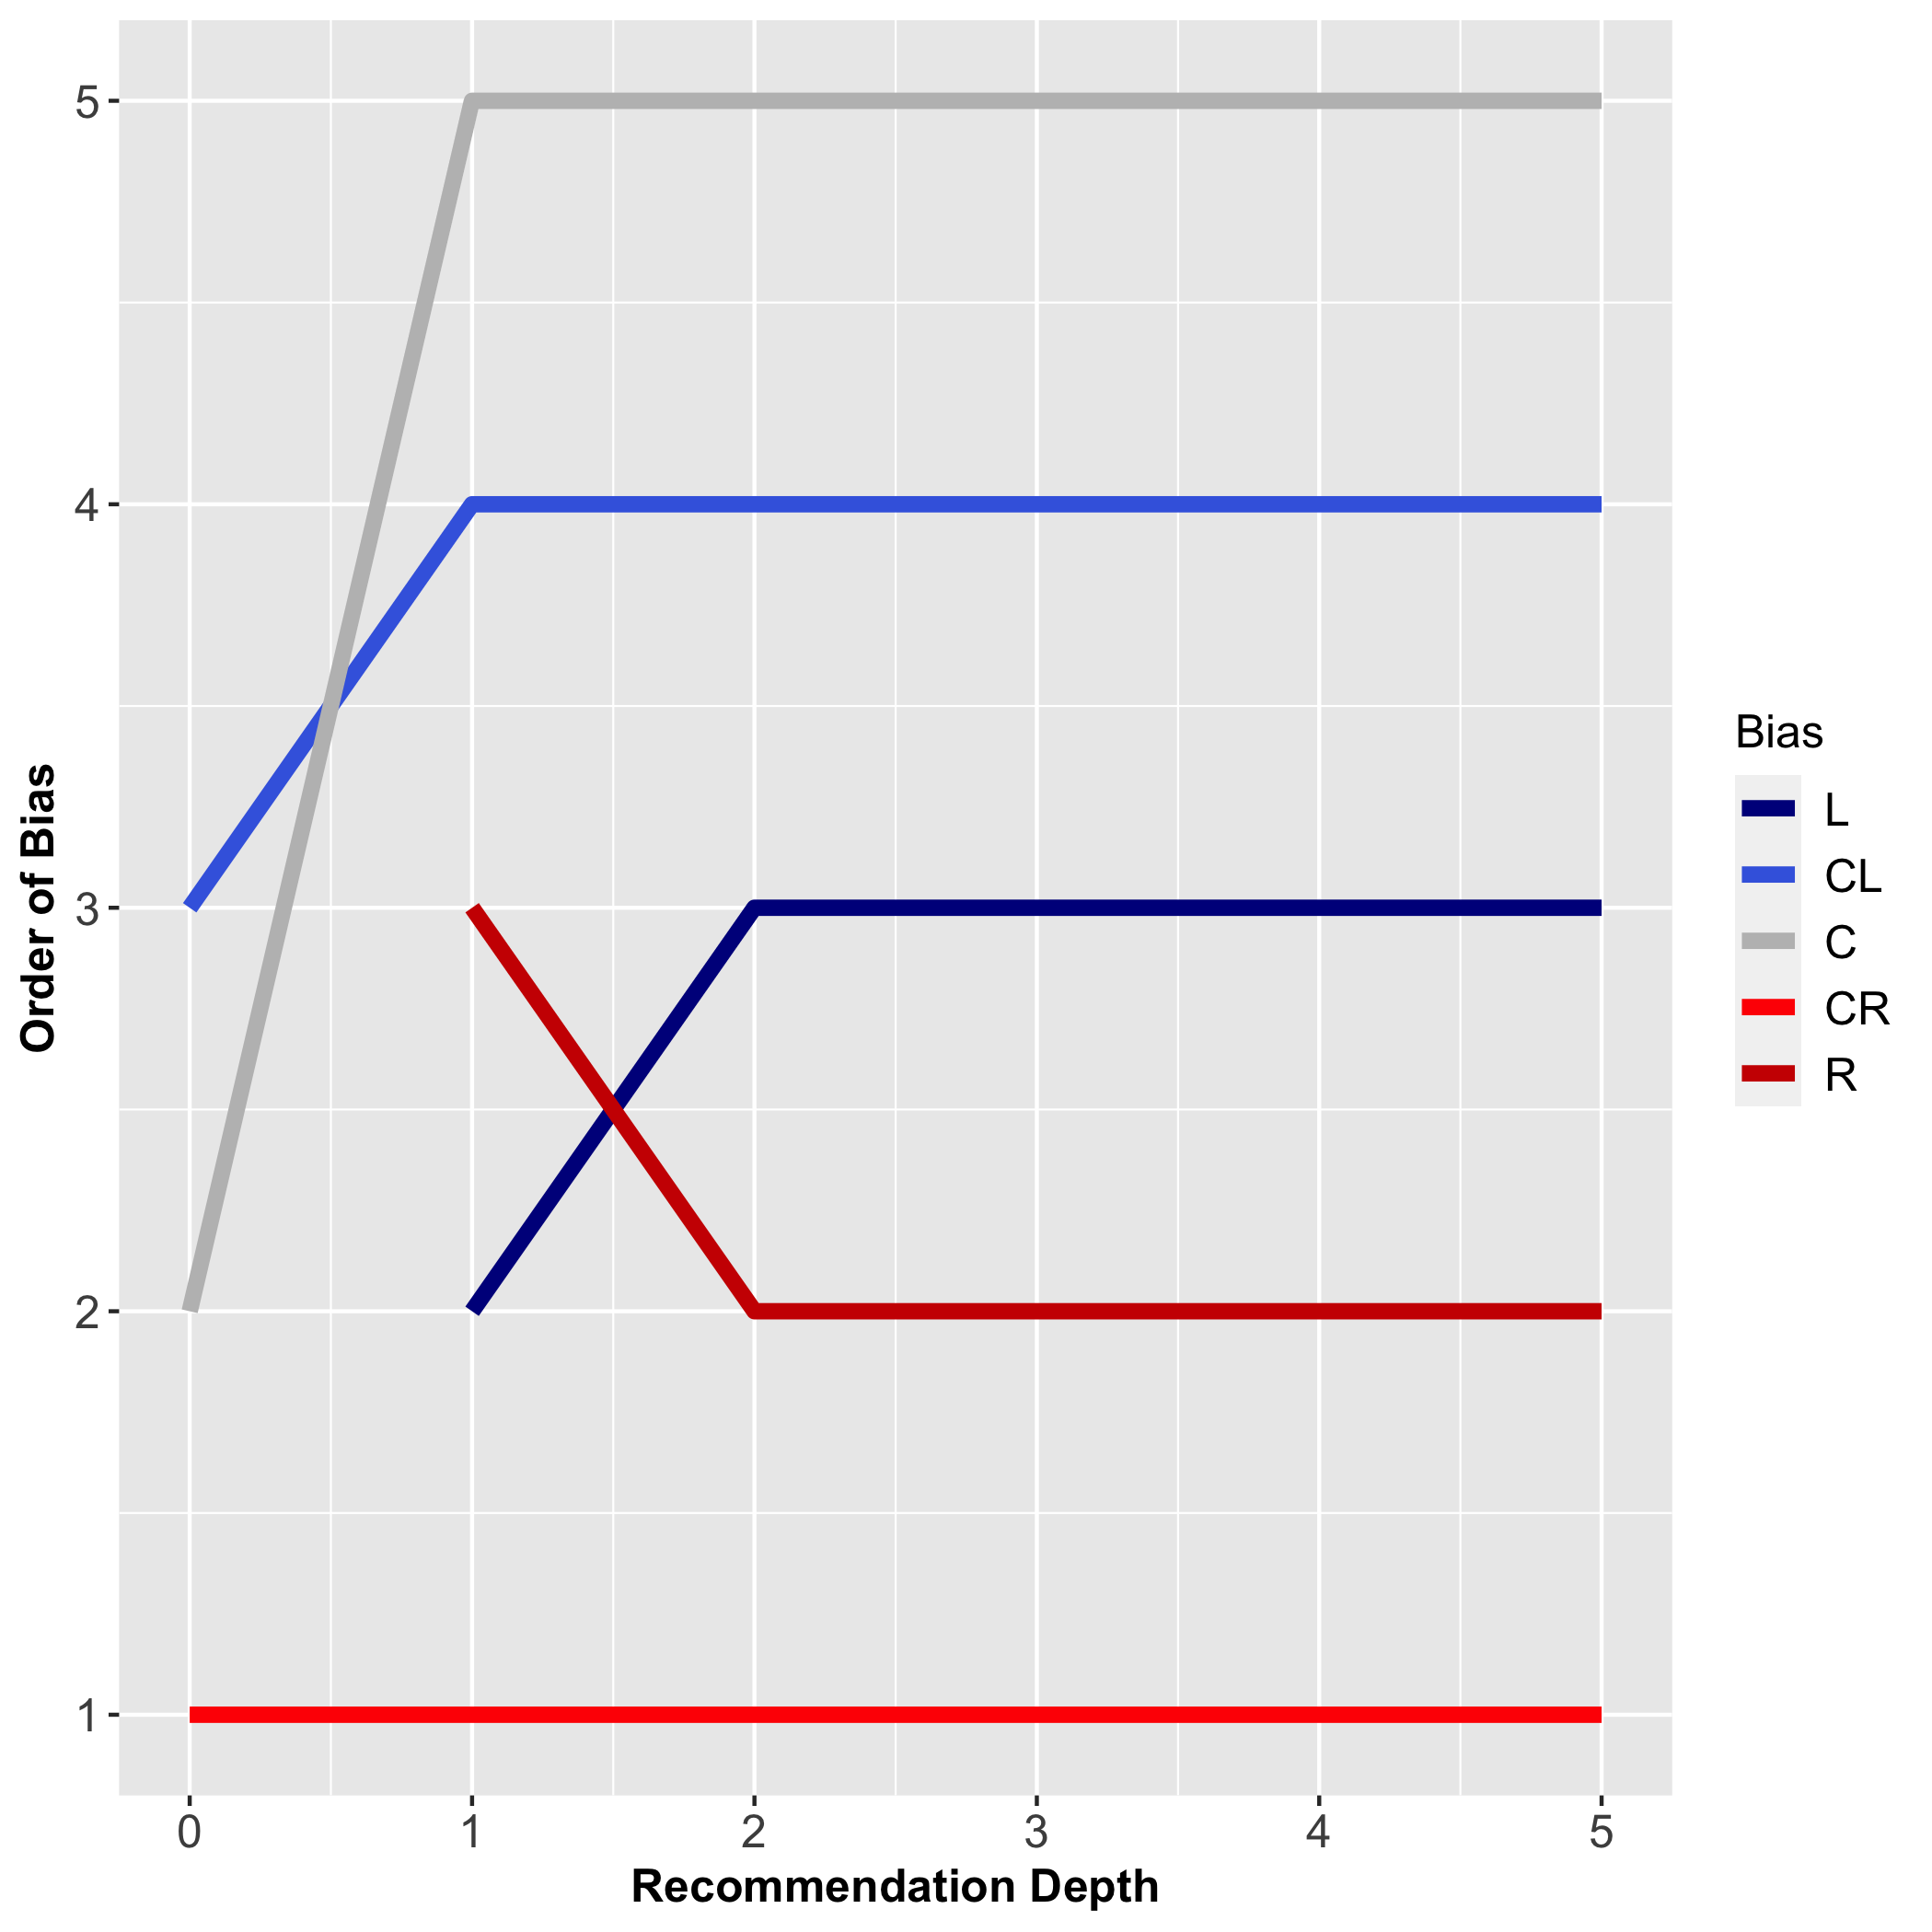 Order of Bias
5
4
3
2
1
0 1 2 3 4 5
Recommendation Depth
Bias
L
CL
C
CR
R